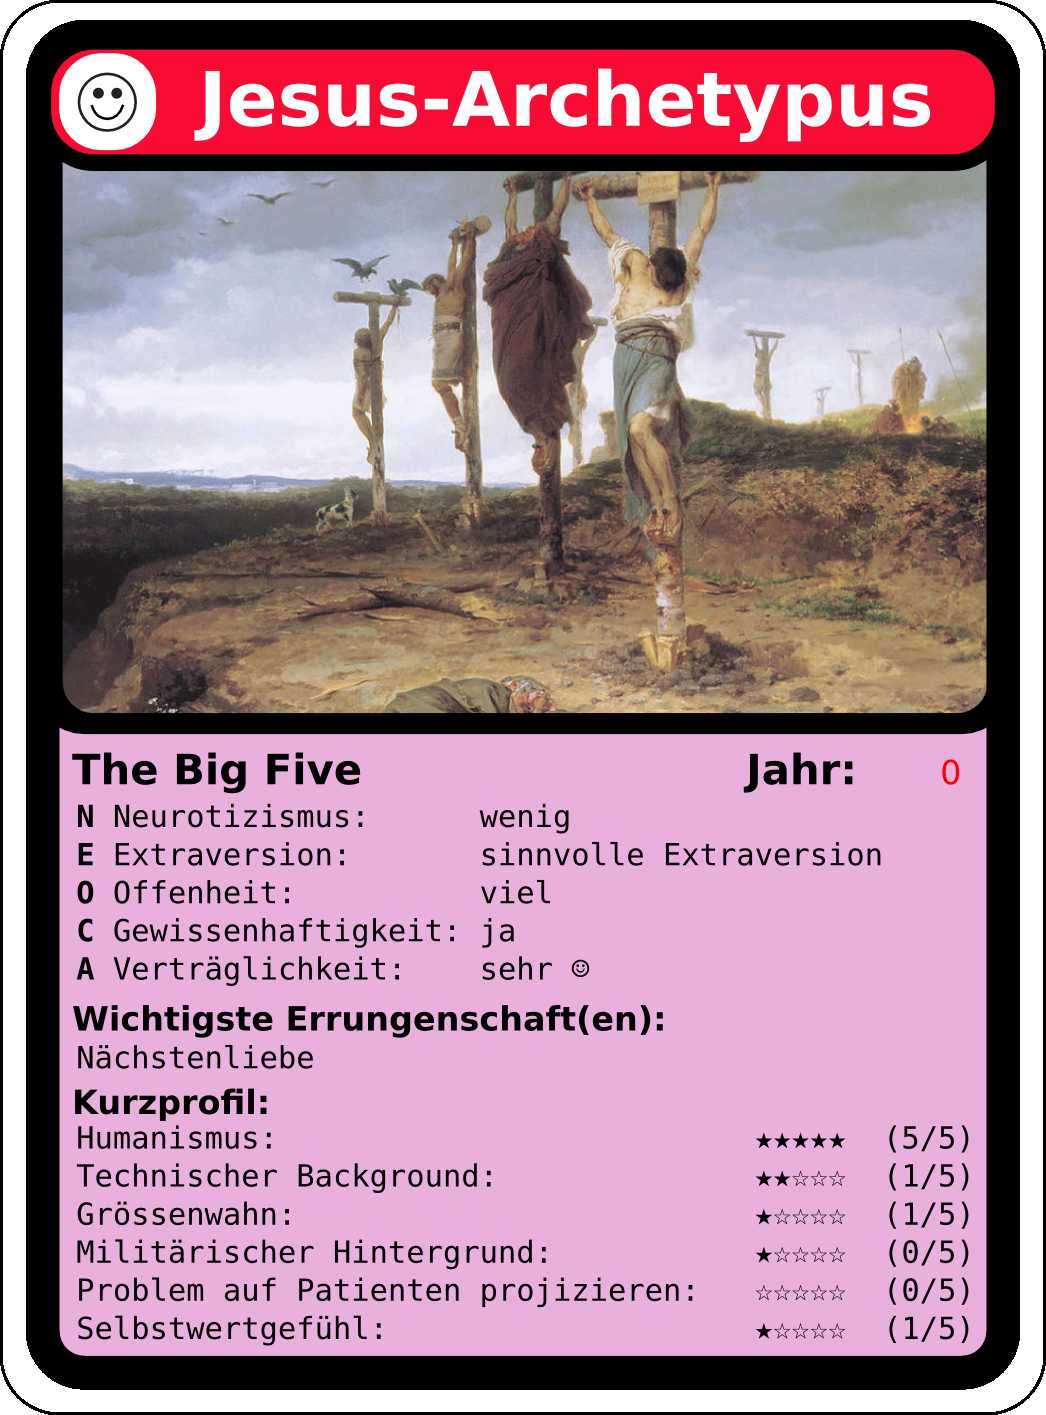 Jesus-Archetypus
The Big Five Jahr: 0
N Neurotizismus: wenig
E Extraversion: sinnvolle Extraversion
O Offenheit: viel
C Gewissenhaftigkeit: ja
A Verträglichkeit: sehr ☺
Wichtigste Errungenschaft(en):
Nächstenliebe
Kurzprofil:
Humanismus: ★★★★★ (5/5)
Technischer Background: ★★☆☆☆ (1/5)
Grössenwahn: ★☆☆☆☆ (1/5)
Militärischer Hintergrund: ★☆☆☆☆ (0/5)
Problem auf Patienten projizieren: ☆☆☆☆☆ (0/5)
Selbstwertgefühl: ★☆☆☆☆ (1/5)